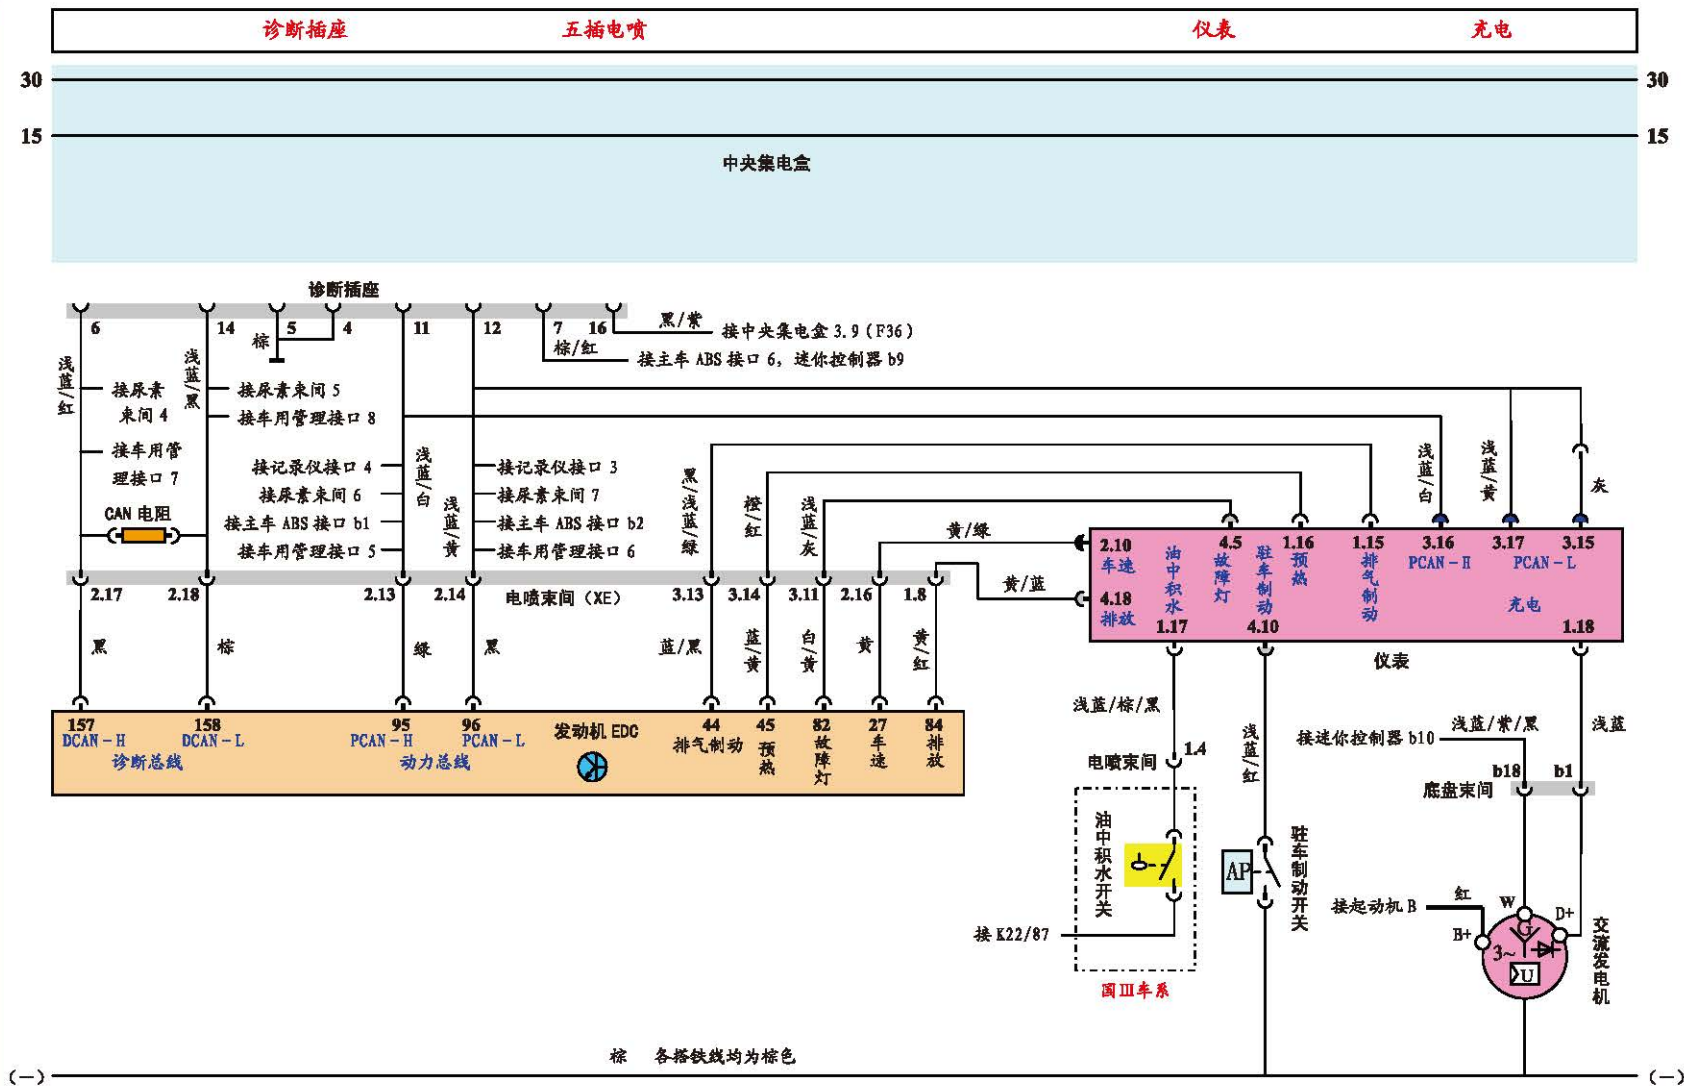 诊断插座 五插电喷 仪表 充电
30 30
15 15
中央集电盒
诊断插座
6 14 5 4 11 12 7 16
黑/紫 接中央集电盒 3.9 (F36)
棕
棕/红 接主车 ABS 接口 6, 迷你控制器 b9
浅蓝/红
浅蓝/黑
接尿素
束间 4
接尿素束间 5
接车用管理接口 8
接车用管
理接口 7
浅蓝/白
浅蓝/黄
接记录仪接口 4
接尿素束间 6
接主车 ABS 接口 b1
接车用管理接口 5
接记录仪接口 3
接尿素束间 7
接主车 ABS 接口 b2
接车用管理接口 6
CAN 电阻
黑/浅蓝/绿
橙/红
浅蓝/灰
黄/绿
黄/蓝
浅蓝/白
浅蓝/黄
灰
2.17 2.18 2.13 2.14 电喷束间 (XE) 3.13 3.14 3.11 2.16 1.8
黑 棕 绿 黑 蓝/黑 蓝/黄 白/黄 黄 黄/红
2.10
车速
4.18
排放
油中积水
1.17
4.5
故障灯
驻车制动
4.10
1.16
预热
1.15
排气制动
3.16
PCAN-H
3.17 3.15
PCAN-L
充电
1.18
仪表
157
DCAN-H
158
DCAN-L
诊断总线
95
PCAN-H
96
PCAN-L
动力总线
发动机 EDC
44
排气制动
45
预热
82
故障灯
27
车速
84
排放
浅蓝/棕/黑
电喷束间 1.4
浅蓝/红
浅蓝/紫/黑
浅蓝
接迷你控制器 b10
b18 b1
底盘束间
油中积水开关
AP
驻车制动开关
接 K22/87
国Ⅲ车系
接起动机 B
红
W
B+
D+
G
3~
U
交流发电机
棕 各搭铁线均为棕色
(—) (—)